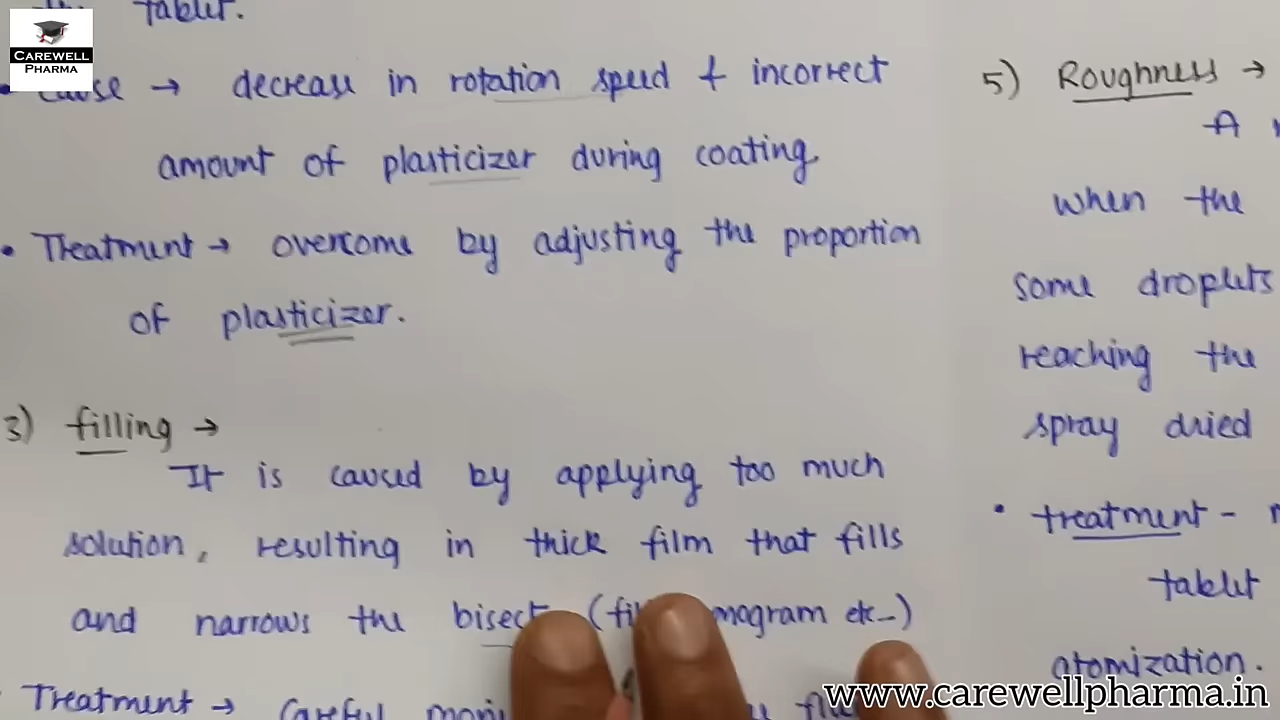 CAREWELL
PHARMA
tablet.
Cause → decrease in rotation speed + incorrect
amount of plasticizer during coating.
• Treatment → overcome by adjusting the proportion
of plasticizer.
3) filling →
It is caused by applying too much
solution, resulting in thick film that fills
and narrows the bisect ( etc-)
Treatment → Careful
5) Roughness →
A
when the
some droplets
reaching the
spray dried
• treatment -
tablet
atomization.
www.carewellpharma.in